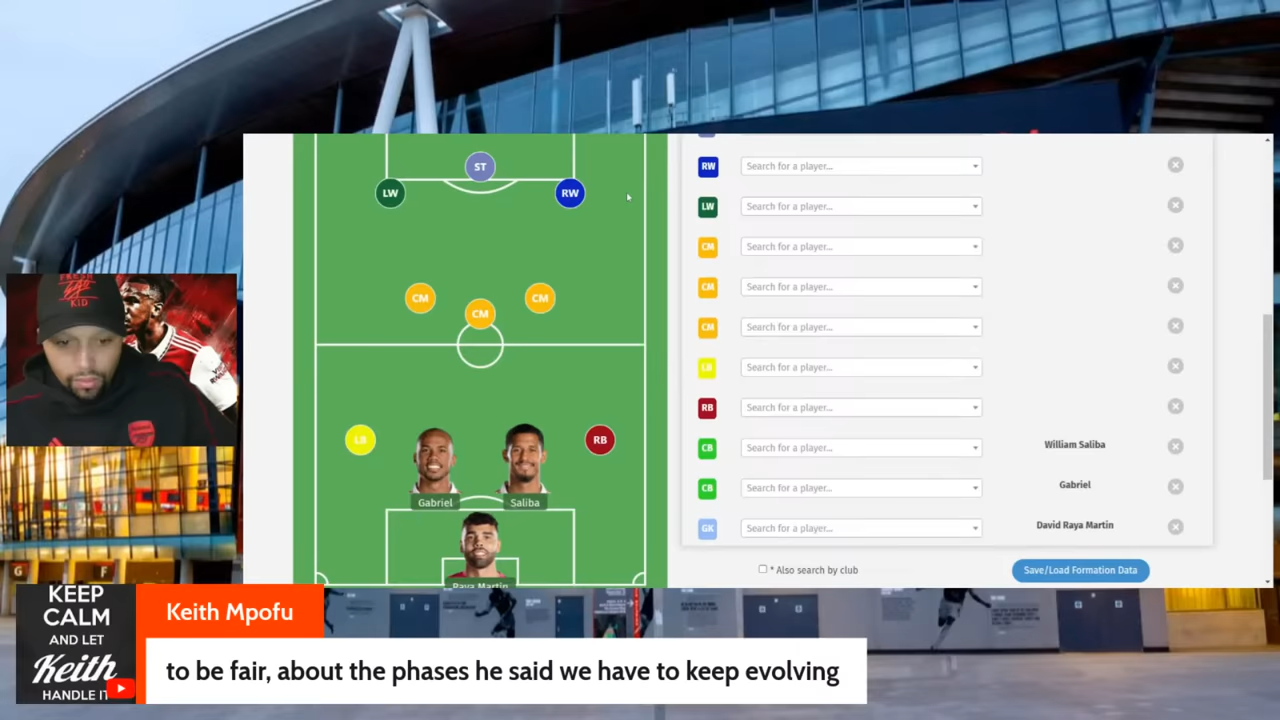 ST
LW
RW
CM
CM
CM
LB
RB
Gabriel
Saliba
Raya Martin
RW Search for a player...
LW Search for a player...
CM Search for a player...
CM Search for a player...
CM Search for a player...
LB Search for a player...
RB Search for a player...
CB Search for a player... William Saliba
CB Search for a player... Gabriel
GK Search for a player... David Raya Martin
* Also search by club
Save/Load Formation Data
FRESH
KID
G
F
KEEP
CALM
AND LET
Keith
HANDLE IT
Keith Mpofu
to be fair, about the phases he said we have to keep evolving